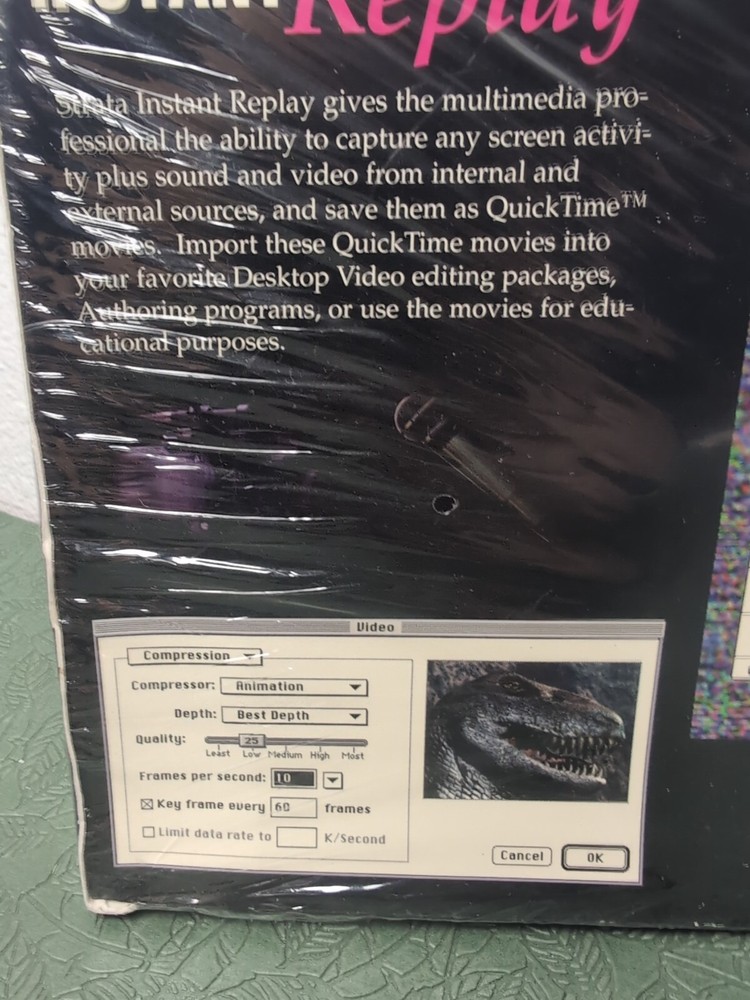 INSTANT Replay
Strata Instant Replay gives the multimedia pro-
fessional the ability to capture any screen activi-
ty plus sound and video from internal and
external sources, and save them as QuickTime™
movies. Import these QuickTime movies into
your favorite Desktop Video editing packages,
Authoring programs, or use the movies for edu-
cational purposes.
Video
Compression
Compressor: Animation
Depth: Best Depth
Quality: 25
Least Low Medium High Most
Frames per second: 10
Key frame every 60 frames
Limit data rate to K/Second
Cancel OK